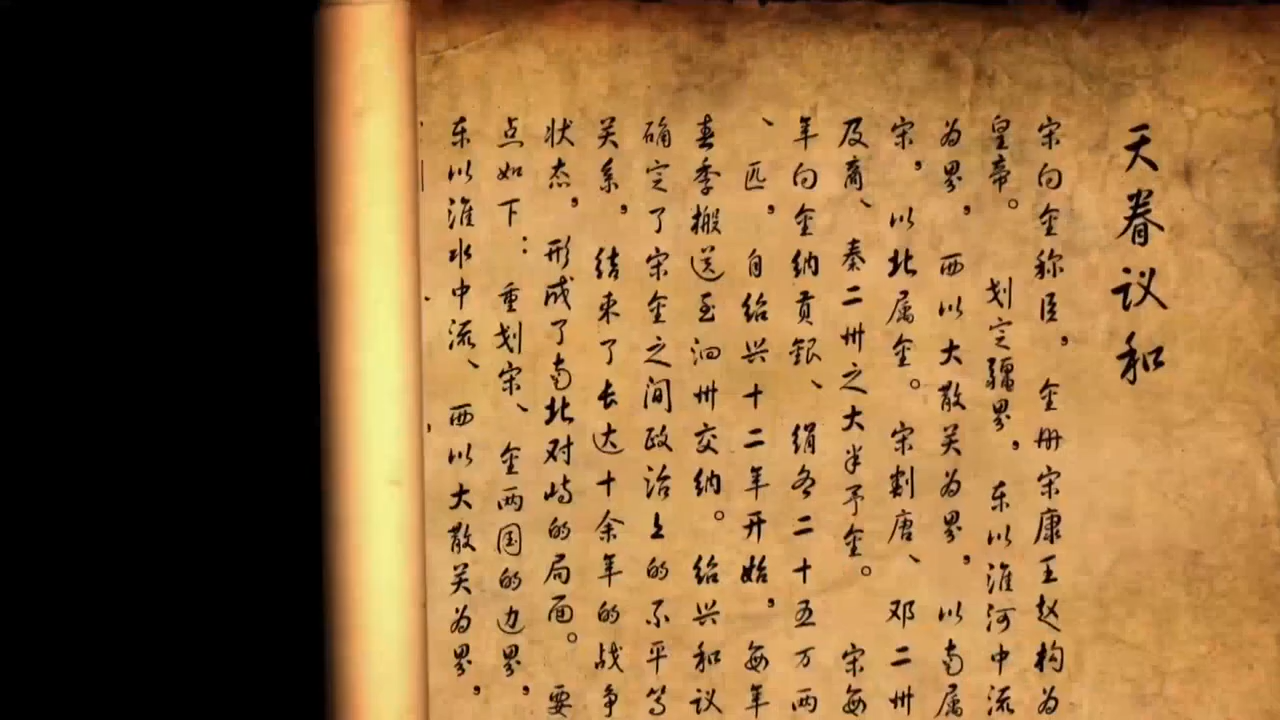 天眷议和
宋向金称臣，金册宋康王赵构为
皇帝。划定疆界，东以淮河中流
为界，西以大散关为界，以南属
宋，以北属金。宋割唐、邓二州
及商、秦二州之大半予金。宋每
年向金纳贡银、绢各二十五万两
、匹，自绍兴十二年开始，每年
春季搬送至泗州交纳。绍兴和议
确定了宋金之间政治上的不平等
关系，结束了长达十余年的战争
状态，形成了南北对峙的局面。要
点如下：重划宋、金两国的边界，
东以淮水中流、西以大散关为界，